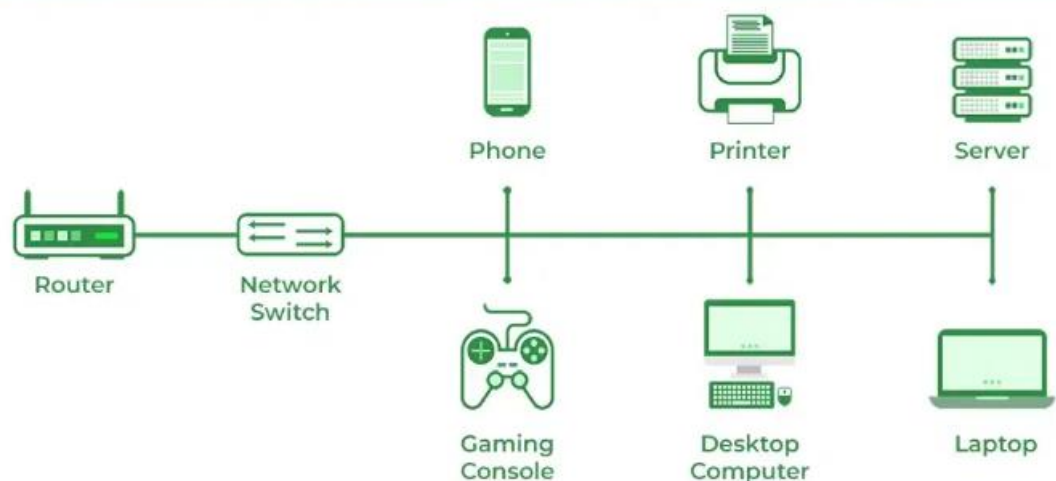 Phone
Printer
Server
Router
Network
Switch
Gaming
Console
Desktop
Computer
Laptop